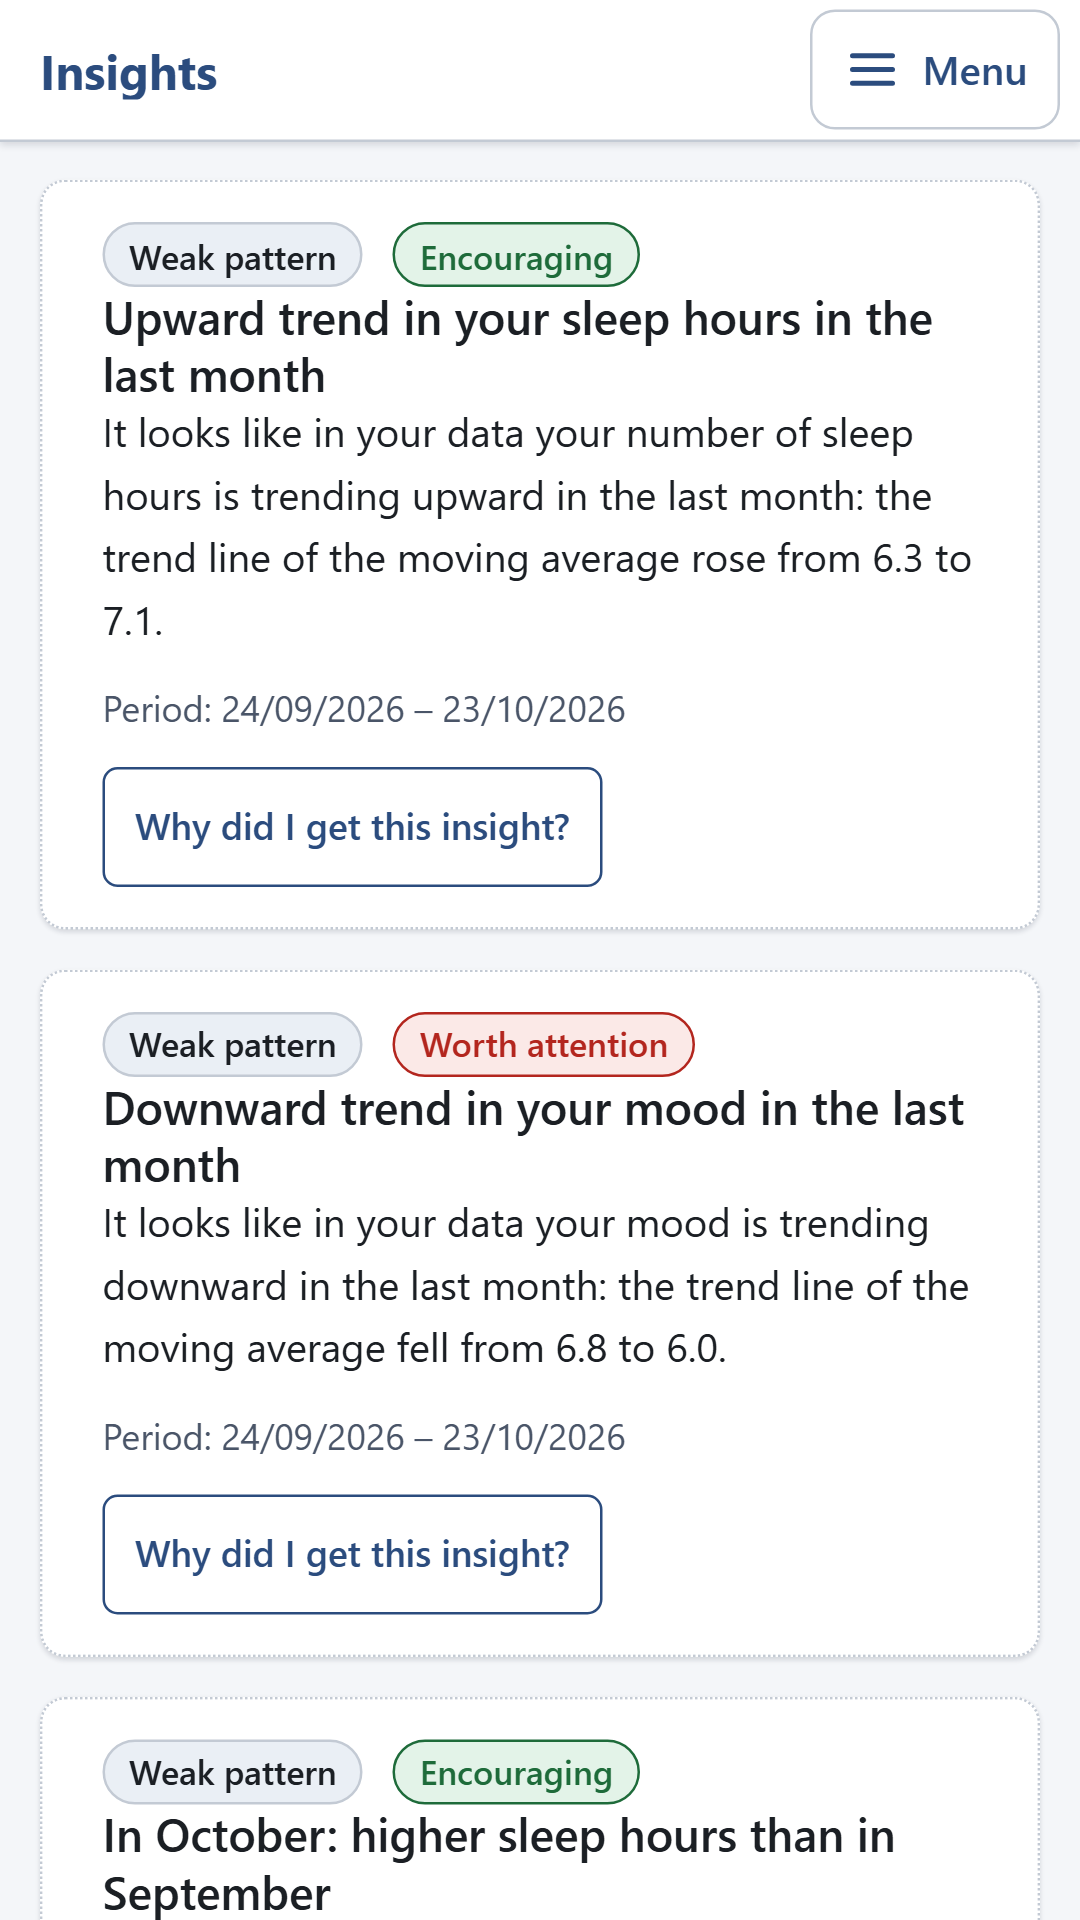 Insights
Menu
Weak pattern
Encouraging
Upward trend in your sleep hours in the
last month
It looks like in your data your number of sleep
hours is trending upward in the last month: the
trend line of the moving average rose from 6.3 to
7.1.
Period: 24/09/2026 – 23/10/2026
Why did I get this insight?
Weak pattern
Worth attention
Downward trend in your mood in the last
month
It looks like in your data your mood is trending
downward in the last month: the trend line of the
moving average fell from 6.8 to 6.0.
Period: 24/09/2026 – 23/10/2026
Why did I get this insight?
Weak pattern
Encouraging
In October: higher sleep hours than in
September